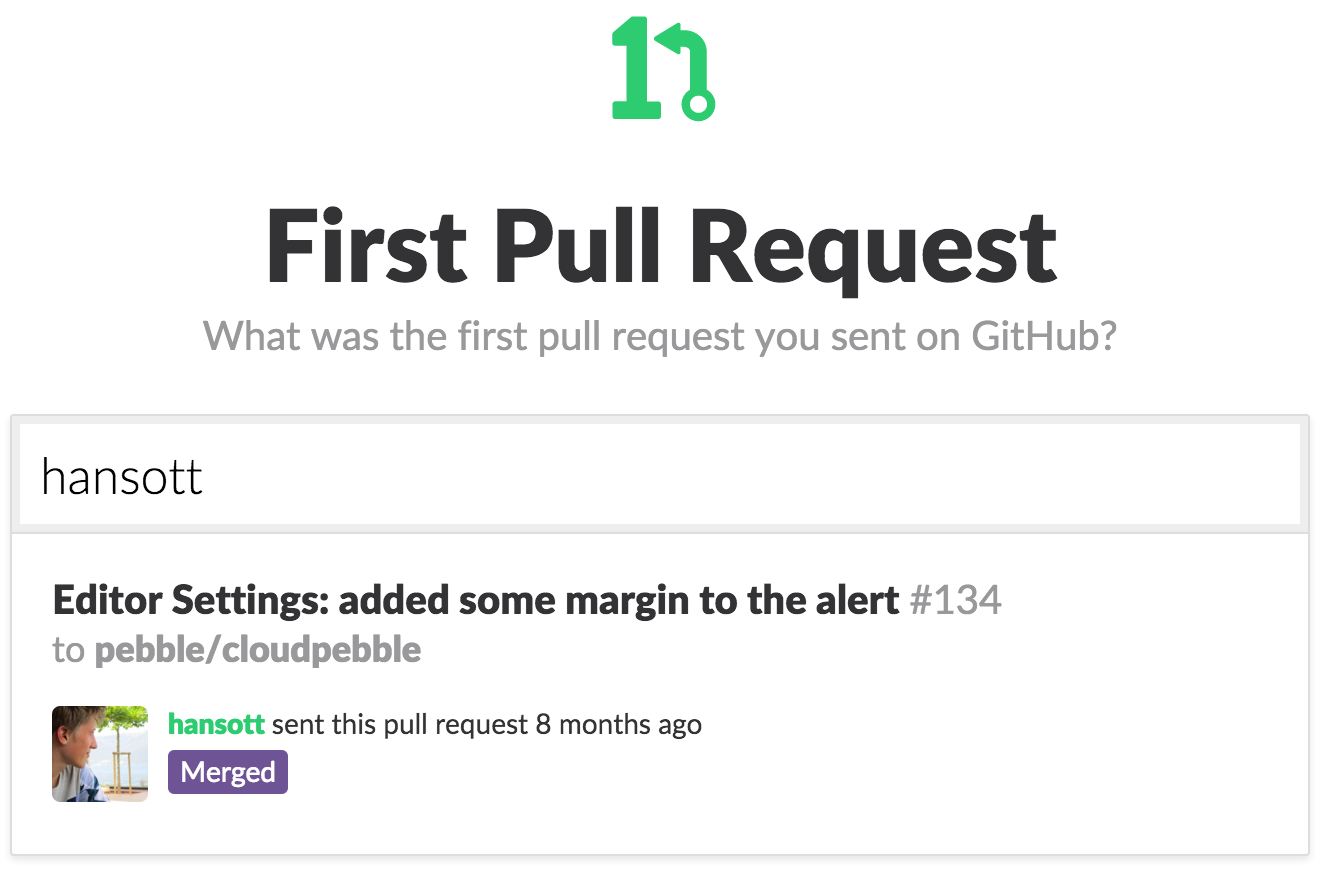 First Pull Request
What was the first pull request you sent on GitHub?
hansott
Editor Settings: added some margin to the alert #134
to pebble/cloudpebble
hansott sent this pull request 8 months ago
Merged